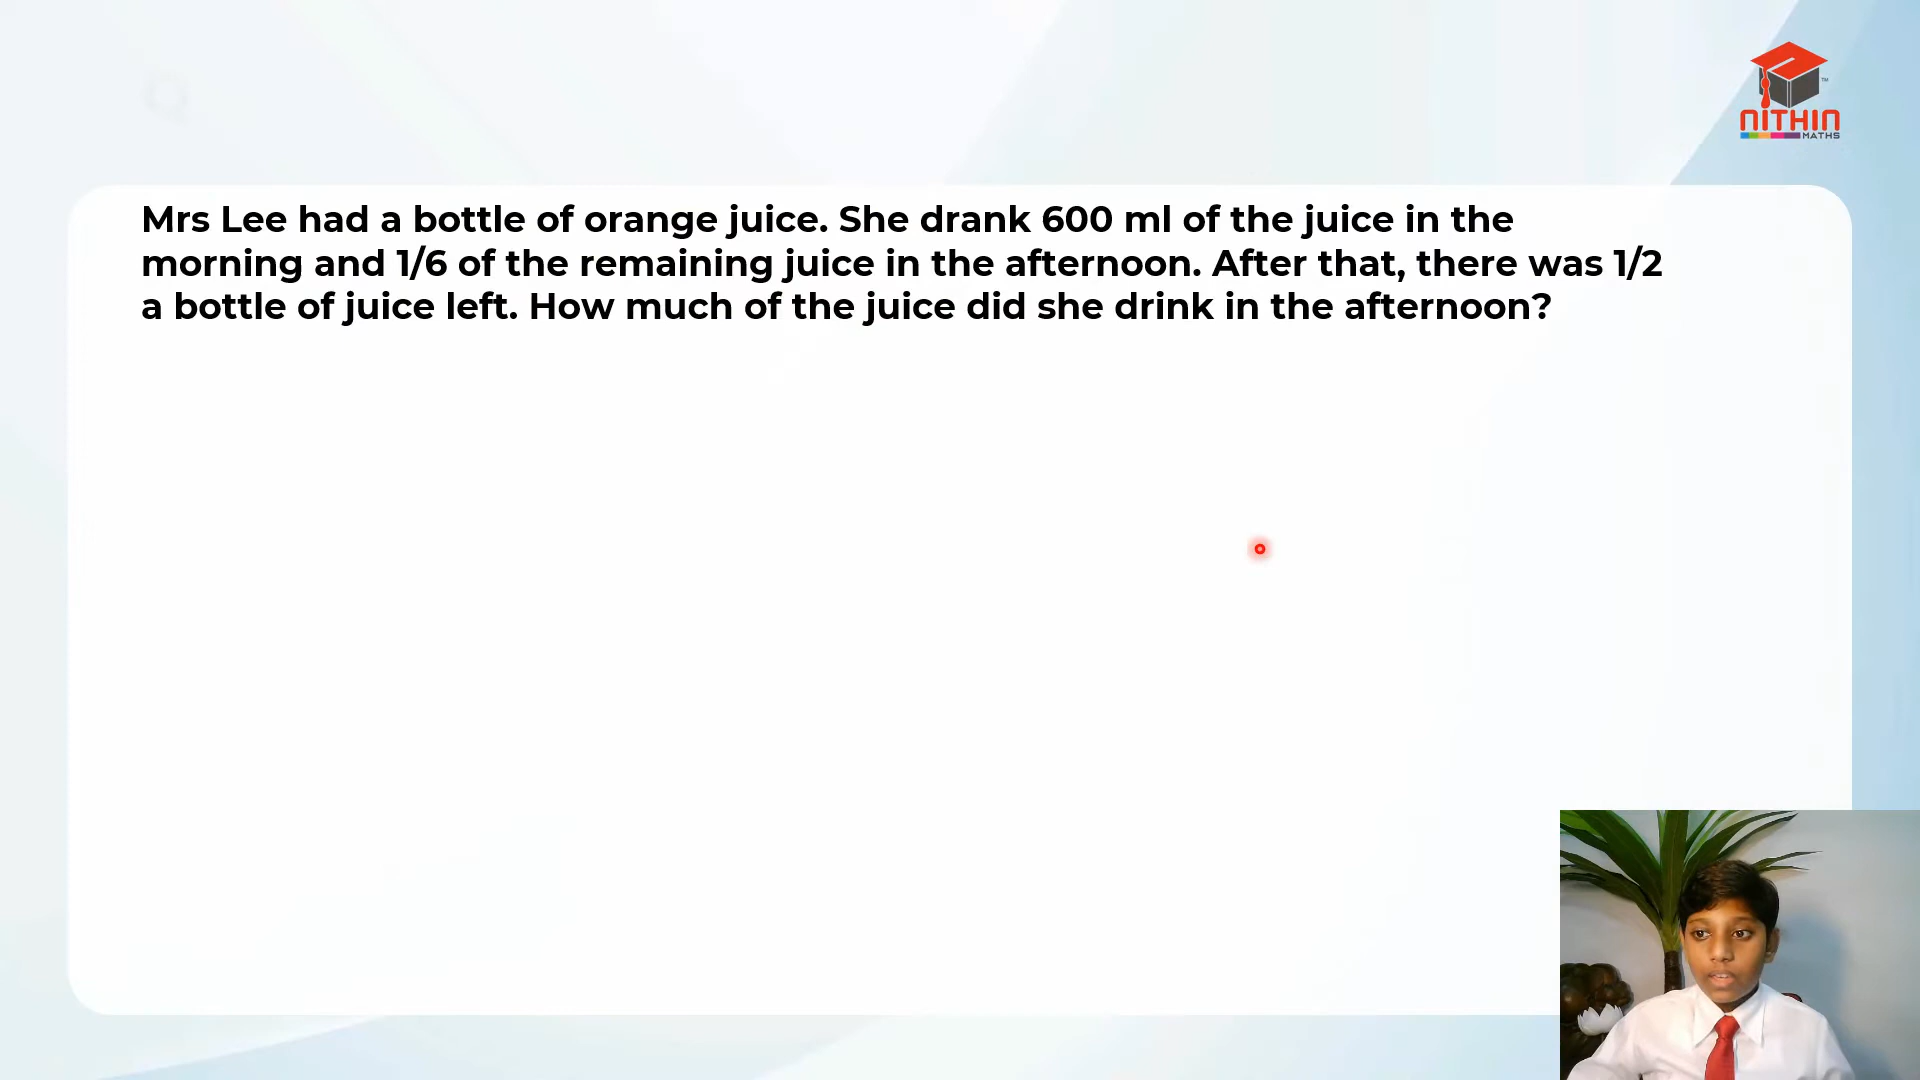 NITHIN
MATHS
Mrs Lee had a bottle of orange juice. She drank 600 ml of the juice in the
morning and 1/6 of the remaining juice in the afternoon. After that, there was 1/2
a bottle of juice left. How much of the juice did she drink in the afternoon?